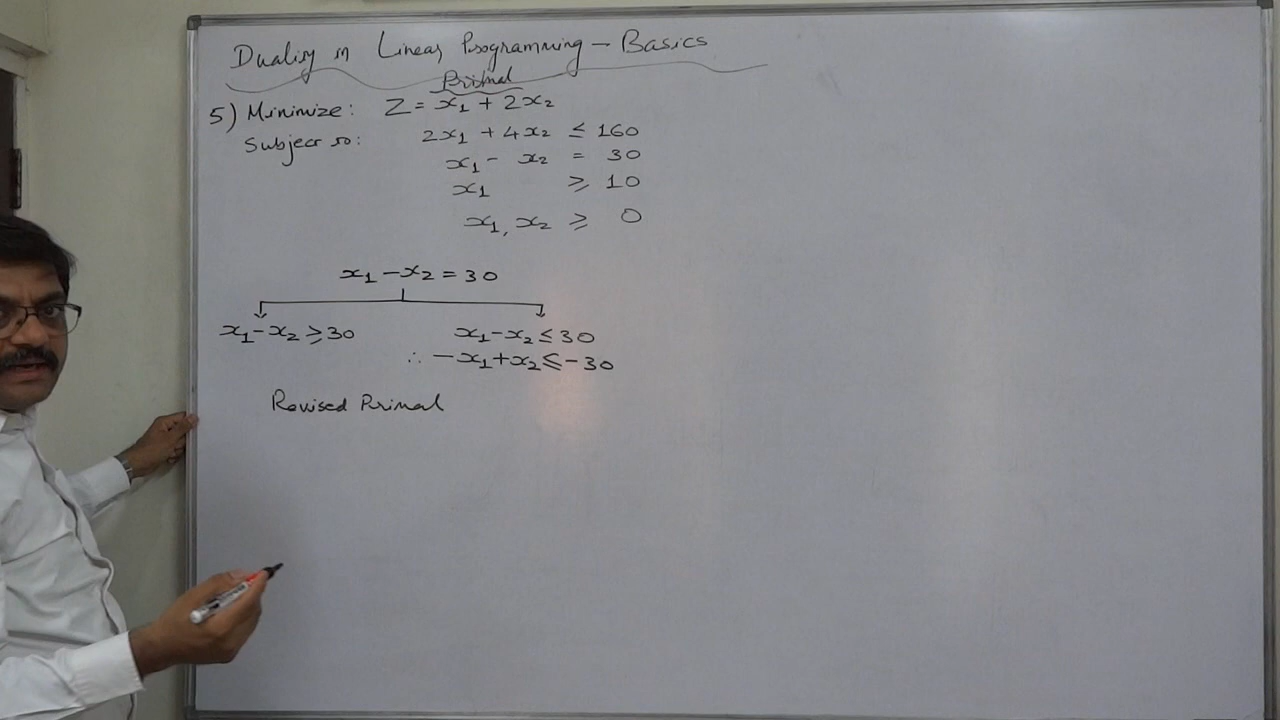 Duality in Linear Programming – Basics
Primal
5) Minimize: Z = x₁ + 2x₂
Subject to: 2x₁ + 4x₂ ≤ 160
x₁ - x₂ = 30
x₁ ≥ 10
x₁, x₂ ≥ 0
x₁ - x₂ = 30
x₁ - x₂ ≥ 30 x₁ - x₂ ≤ 30
∴ -x₁ + x₂ ≤ -30
Revised Primal